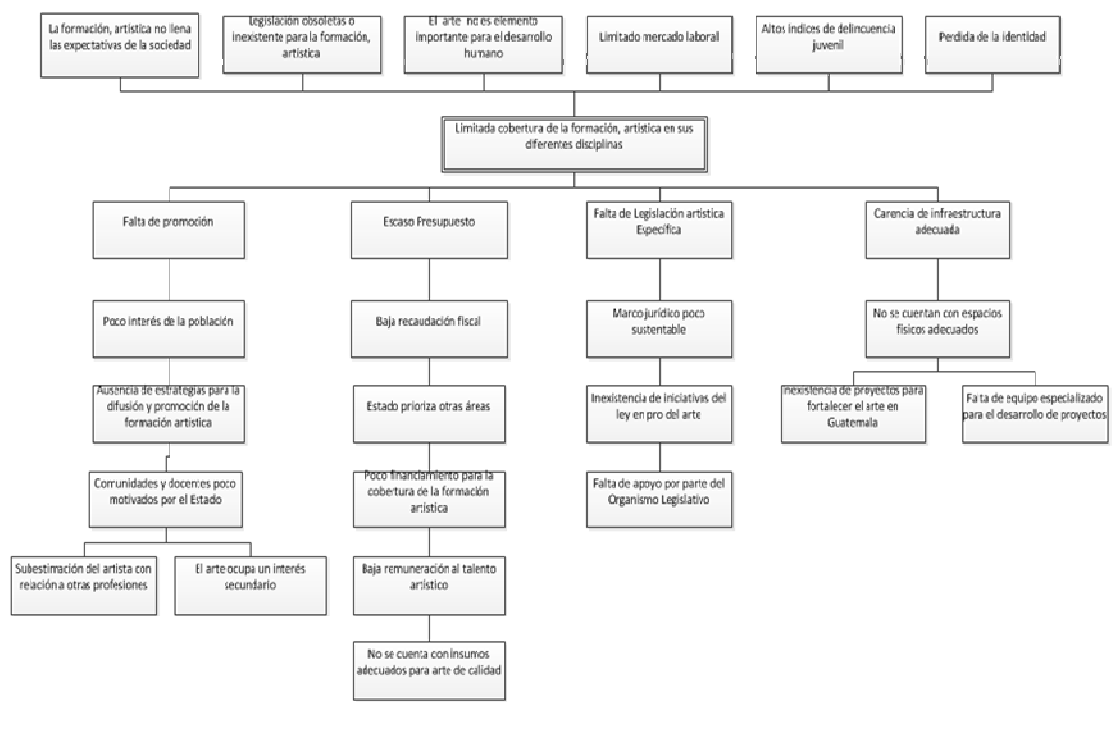 La formación, artística no llena
las expectativas de la sociedad
Legislación obsoletas o
inexistente para la formación,
artística
El arte no es elemento
importante para el desarrollo
humano
Limitado mercado laboral
Altos índices de delincuencia
juvenil
Perdida de la identidad
Limitada cobertura de la formación, artística en sus
diferentes disciplinas
Falta de promoción
Escaso Presupuesto
Falta de Legislación artística
Específica
Carencia de infraestructura
adecuada
Poco interés de la población
Baja recaudación fiscal
Marco jurídico poco
sustentable
No se cuentan con espacios
físicos adecuados
Ausencia de estrategias para la
difusión y promoción de la
formación artística
Estado prioriza otras áreas
Inexistencia de iniciativas del
ley en pro del arte
Inexistencia de proyectos para
fortalecer el arte en
Guatemala
Falta de equipo especializado
para el desarrollo de proyectos
Comunidades y docentes poco
motivados por el Estado
Poco financiamiento para la
cobertura de la formación
artística
Falta de apoyo por parte del
Organismo Legislativo
Subestimación del artista con
relación a otras profesiones
El arte ocupa un interés
secundario
Baja remuneración al talento
artístico
No se cuenta con insumos
adecuados para arte de calidad